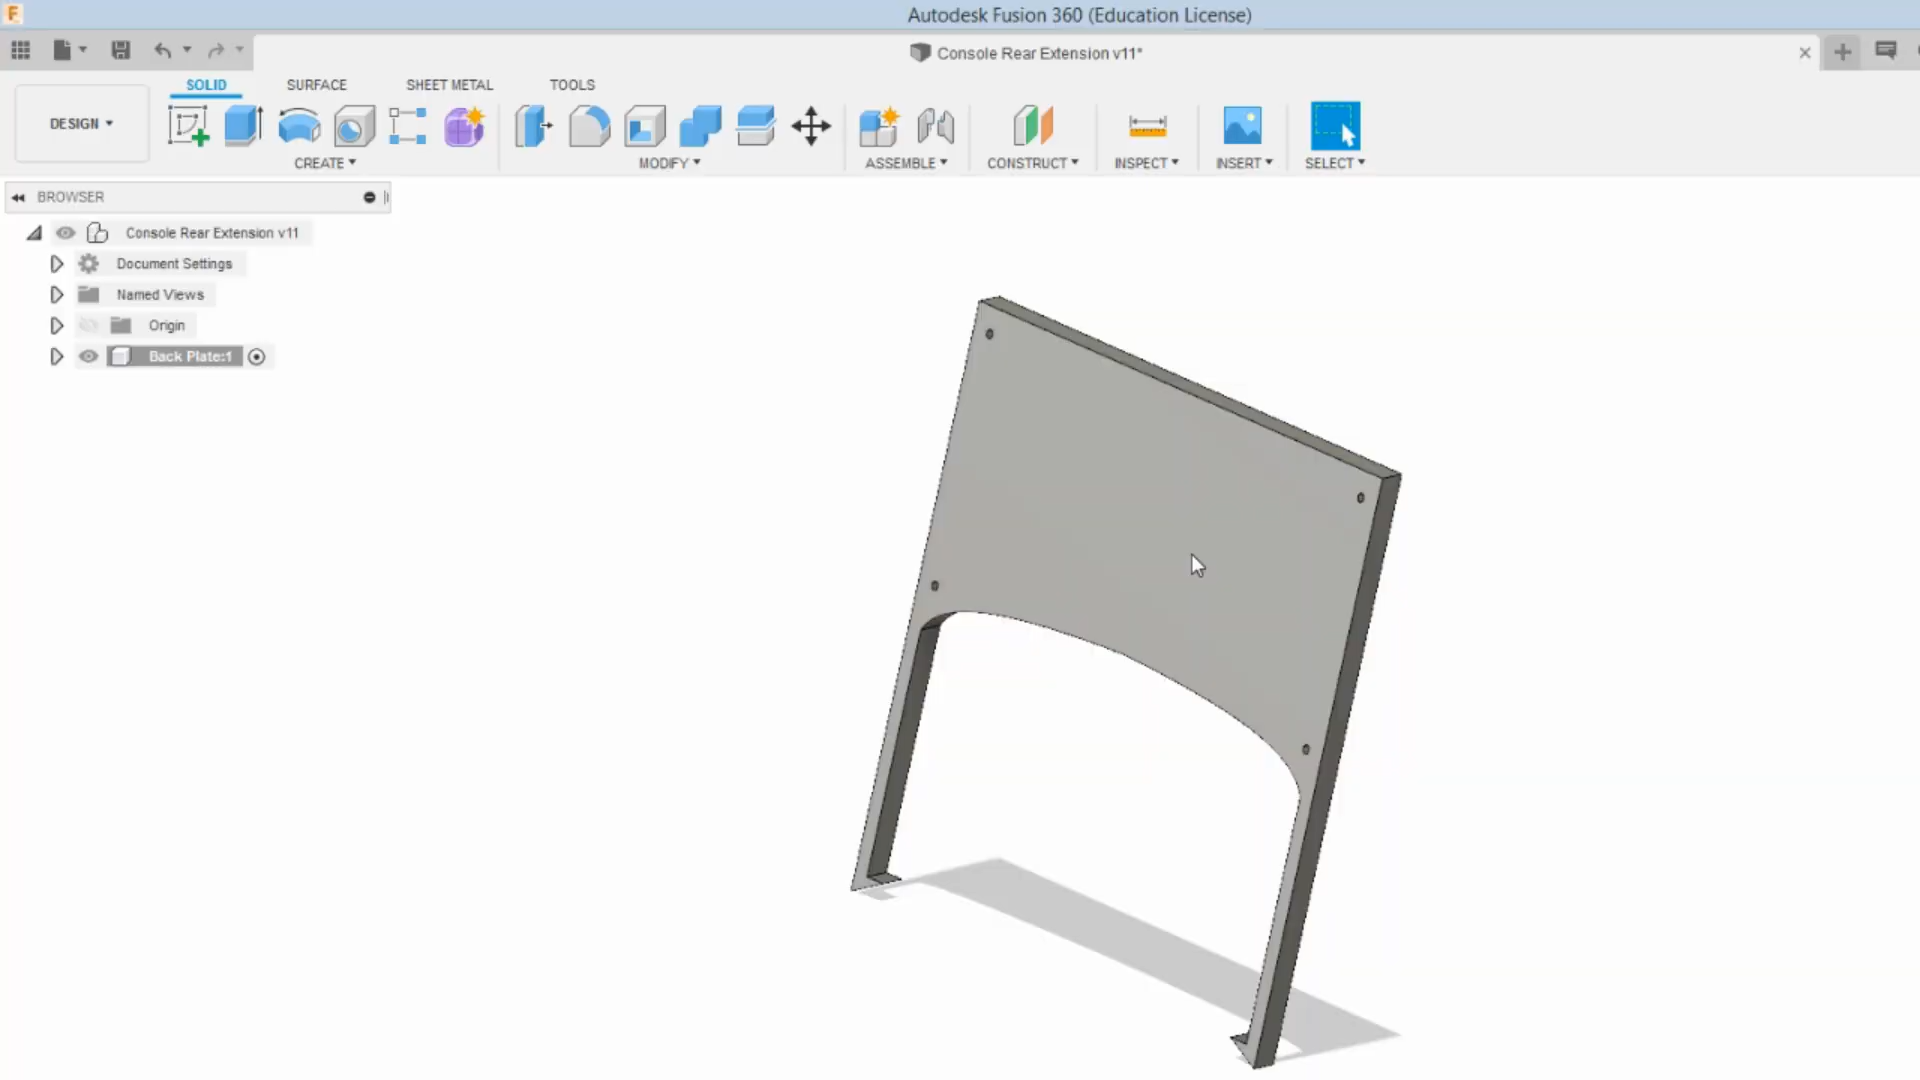 F
Autodesk Fusion 360 (Education License)
Console Rear Extension v11*
SOLID SURFACE SHEET METAL TOOLS
DESIGN
CREATE MODIFY ASSEMBLE CONSTRUCT INSPECT INSERT SELECT
BROWSER
Console Rear Extension v11
Document Settings
Named Views
Origin
Back Plate:1